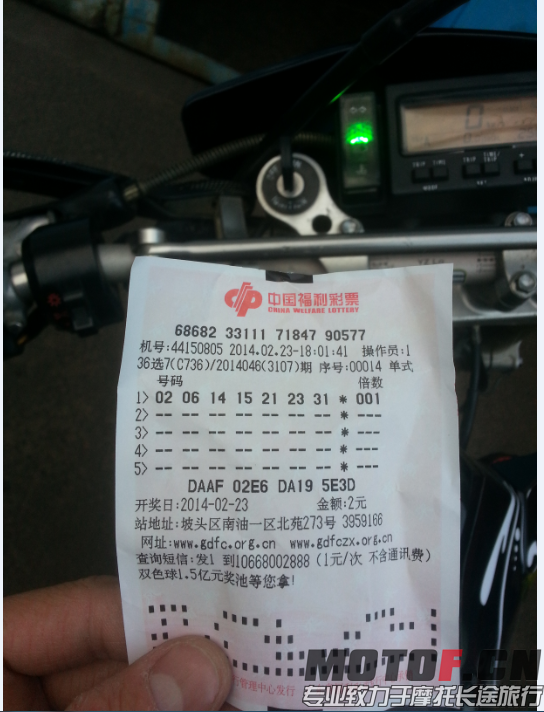 中国福利彩票
CHINA WELFARE LOTTERY
68682 33111 71847 90577
机号:44150805 2014.02.23-18:01:41 操作员:1
36选7(C736)/2014046(3107)期 序号:00014 单式
号码 倍数
1> 02 06 14 15 21 23 31 * 001
2> -- -- -- -- -- -- -- * ---
3> -- -- -- -- -- -- -- * ---
4> -- -- -- -- -- -- -- * ---
5> -- -- -- -- -- -- -- * ---
DAAF 02E6 DA19 5E3D
开奖日:2014-02-23 金额:2元
站地址:坡头区南油一区北苑273号 3959166
网址:www.gdfc.org.cn www.gdfczx.org.cn
查询短信:发1 到10668002888(1元/次 不含通讯费)
双色球1.5亿元奖池等您拿!
管理中心发行
MOTOF.CN
专业致力于摩托长途旅行